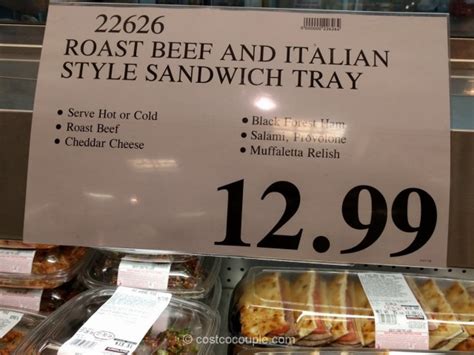 22626
ROAST BEEF AND ITALIAN
STYLE SANDWICH TRAY
• Serve Hot or Cold
• Roast Beef
• Cheddar Cheese
• Black Forest Ham
• Salami, Provolone
• Muffaletta Relish
12.99
costcocouple.com